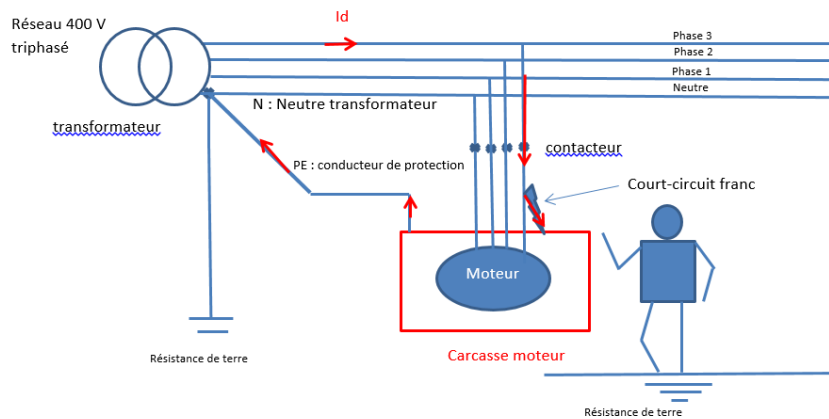 Réseau 400 V
triphasé
Id
Phase 3
Phase 2
Phase 1
Neutre
N : Neutre transformateur
transformateur
PE : conducteur de protection
contacteur
Court-circuit franc
Moteur
Carcasse moteur
Résistance de terre
Résistance de terre